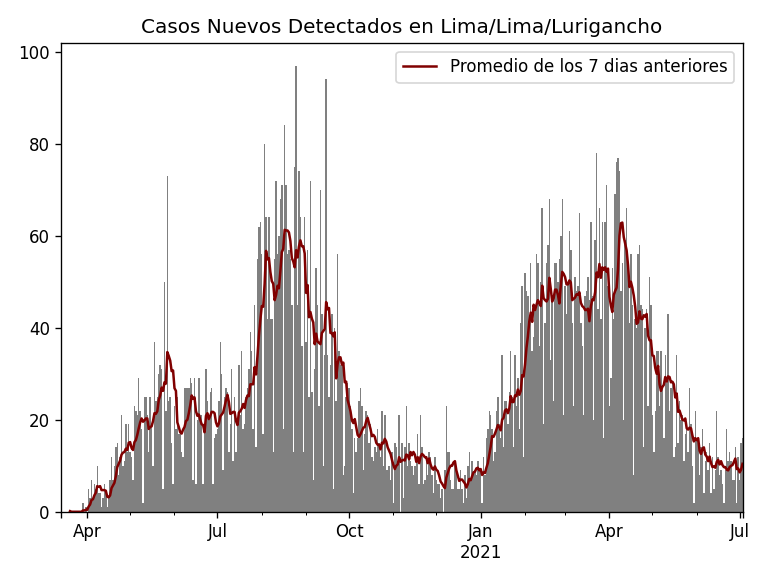 Casos Nuevos Detectados en Lima/Lima/Lurigancho
Promedio de los 7 dias anteriores
100
80
60
40
20
0
Apr Jul Oct Jan Apr Jul
2021